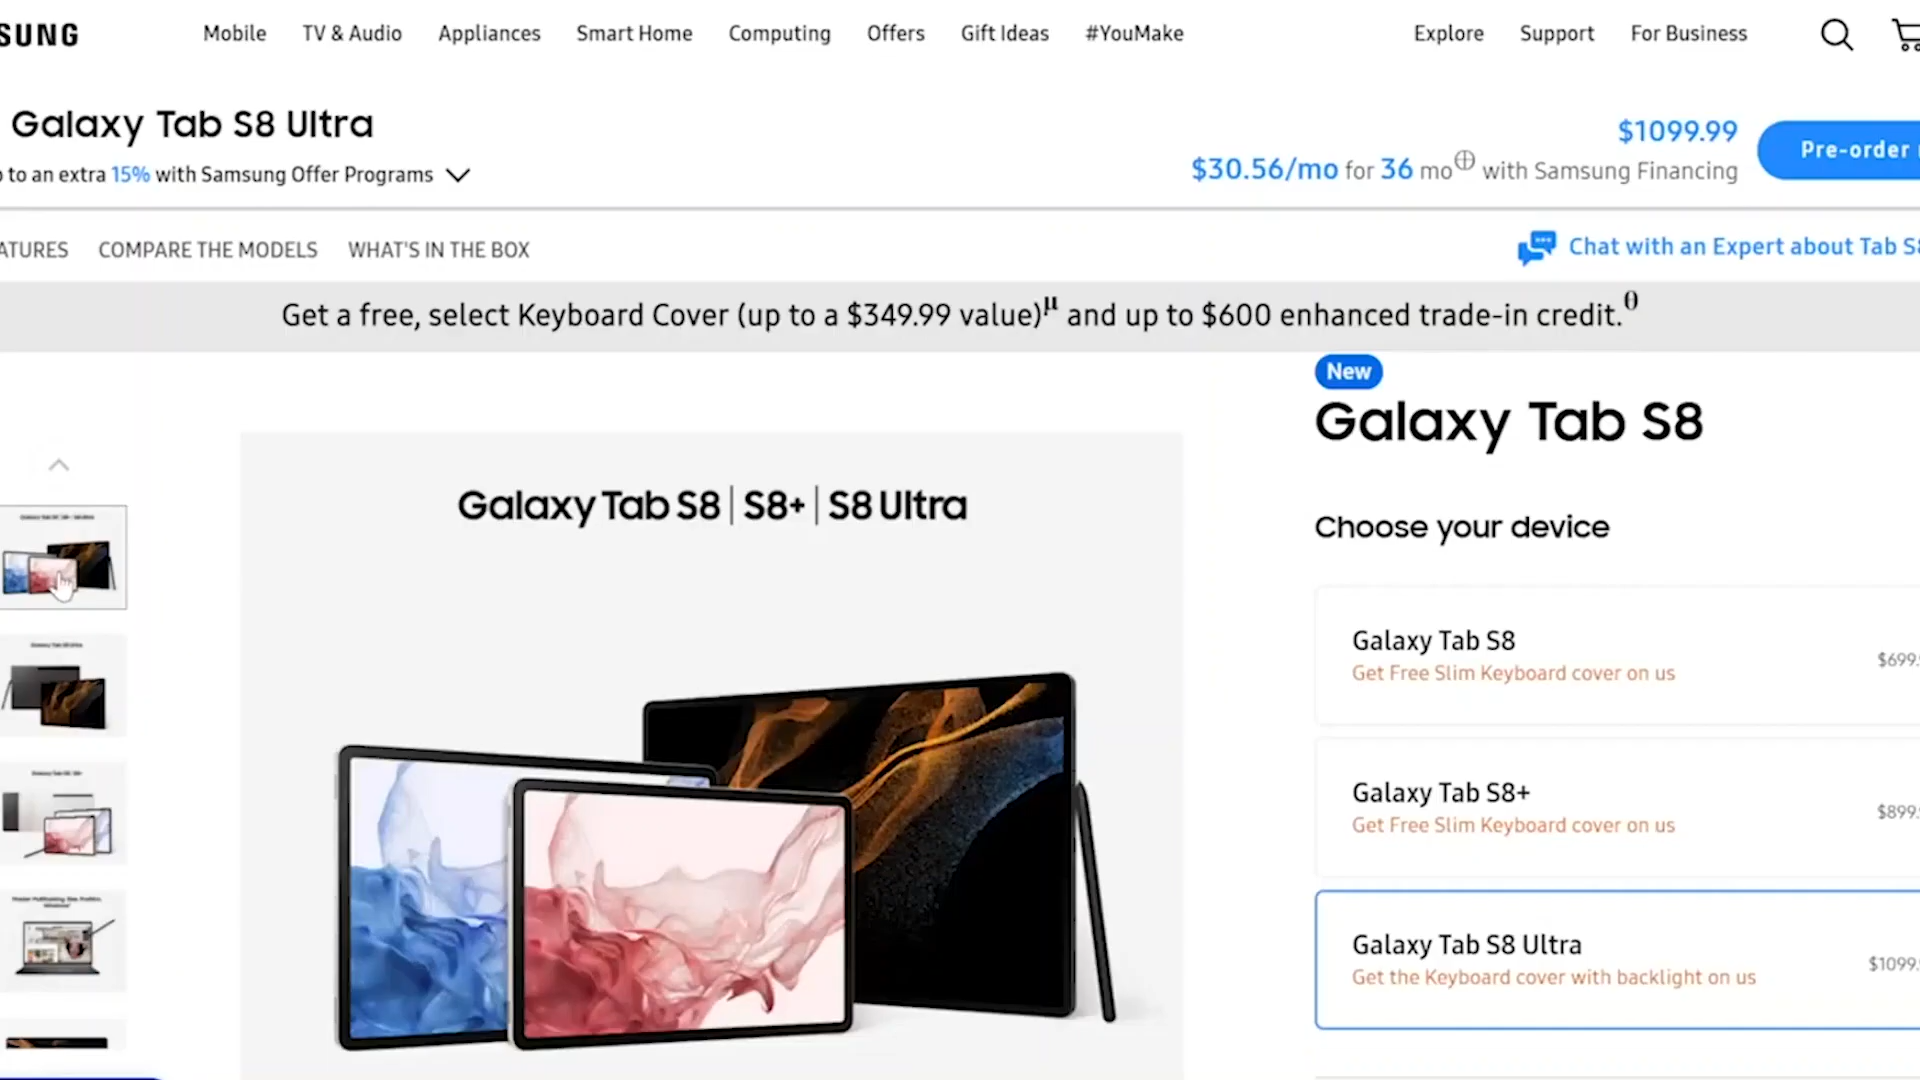 SUNG
Mobile TV & Audio Appliances Smart Home Computing Offers Gift Ideas #YouMake Explore Support For Business
Galaxy Tab S8 Ultra
to an extra 15% with Samsung Offer Programs
$1099.99
$30.56/mo for 36 mo⊕ with Samsung Financing
Pre-order
ATURES COMPARE THE MODELS WHAT'S IN THE BOX
Chat with an Expert about Tab S8
Get a free, select Keyboard Cover (up to a $349.99 value)µ and up to $600 enhanced trade-in credit.θ
New
Galaxy Tab S8
Galaxy Tab S8 | S8+ | S8 Ultra
Choose your device
Galaxy Tab S8
Get Free Slim Keyboard cover on us
$699.
Galaxy Tab S8+
Get Free Slim Keyboard cover on us
$899.
Galaxy Tab S8 Ultra
Get the Keyboard cover with backlight on us
$1099.